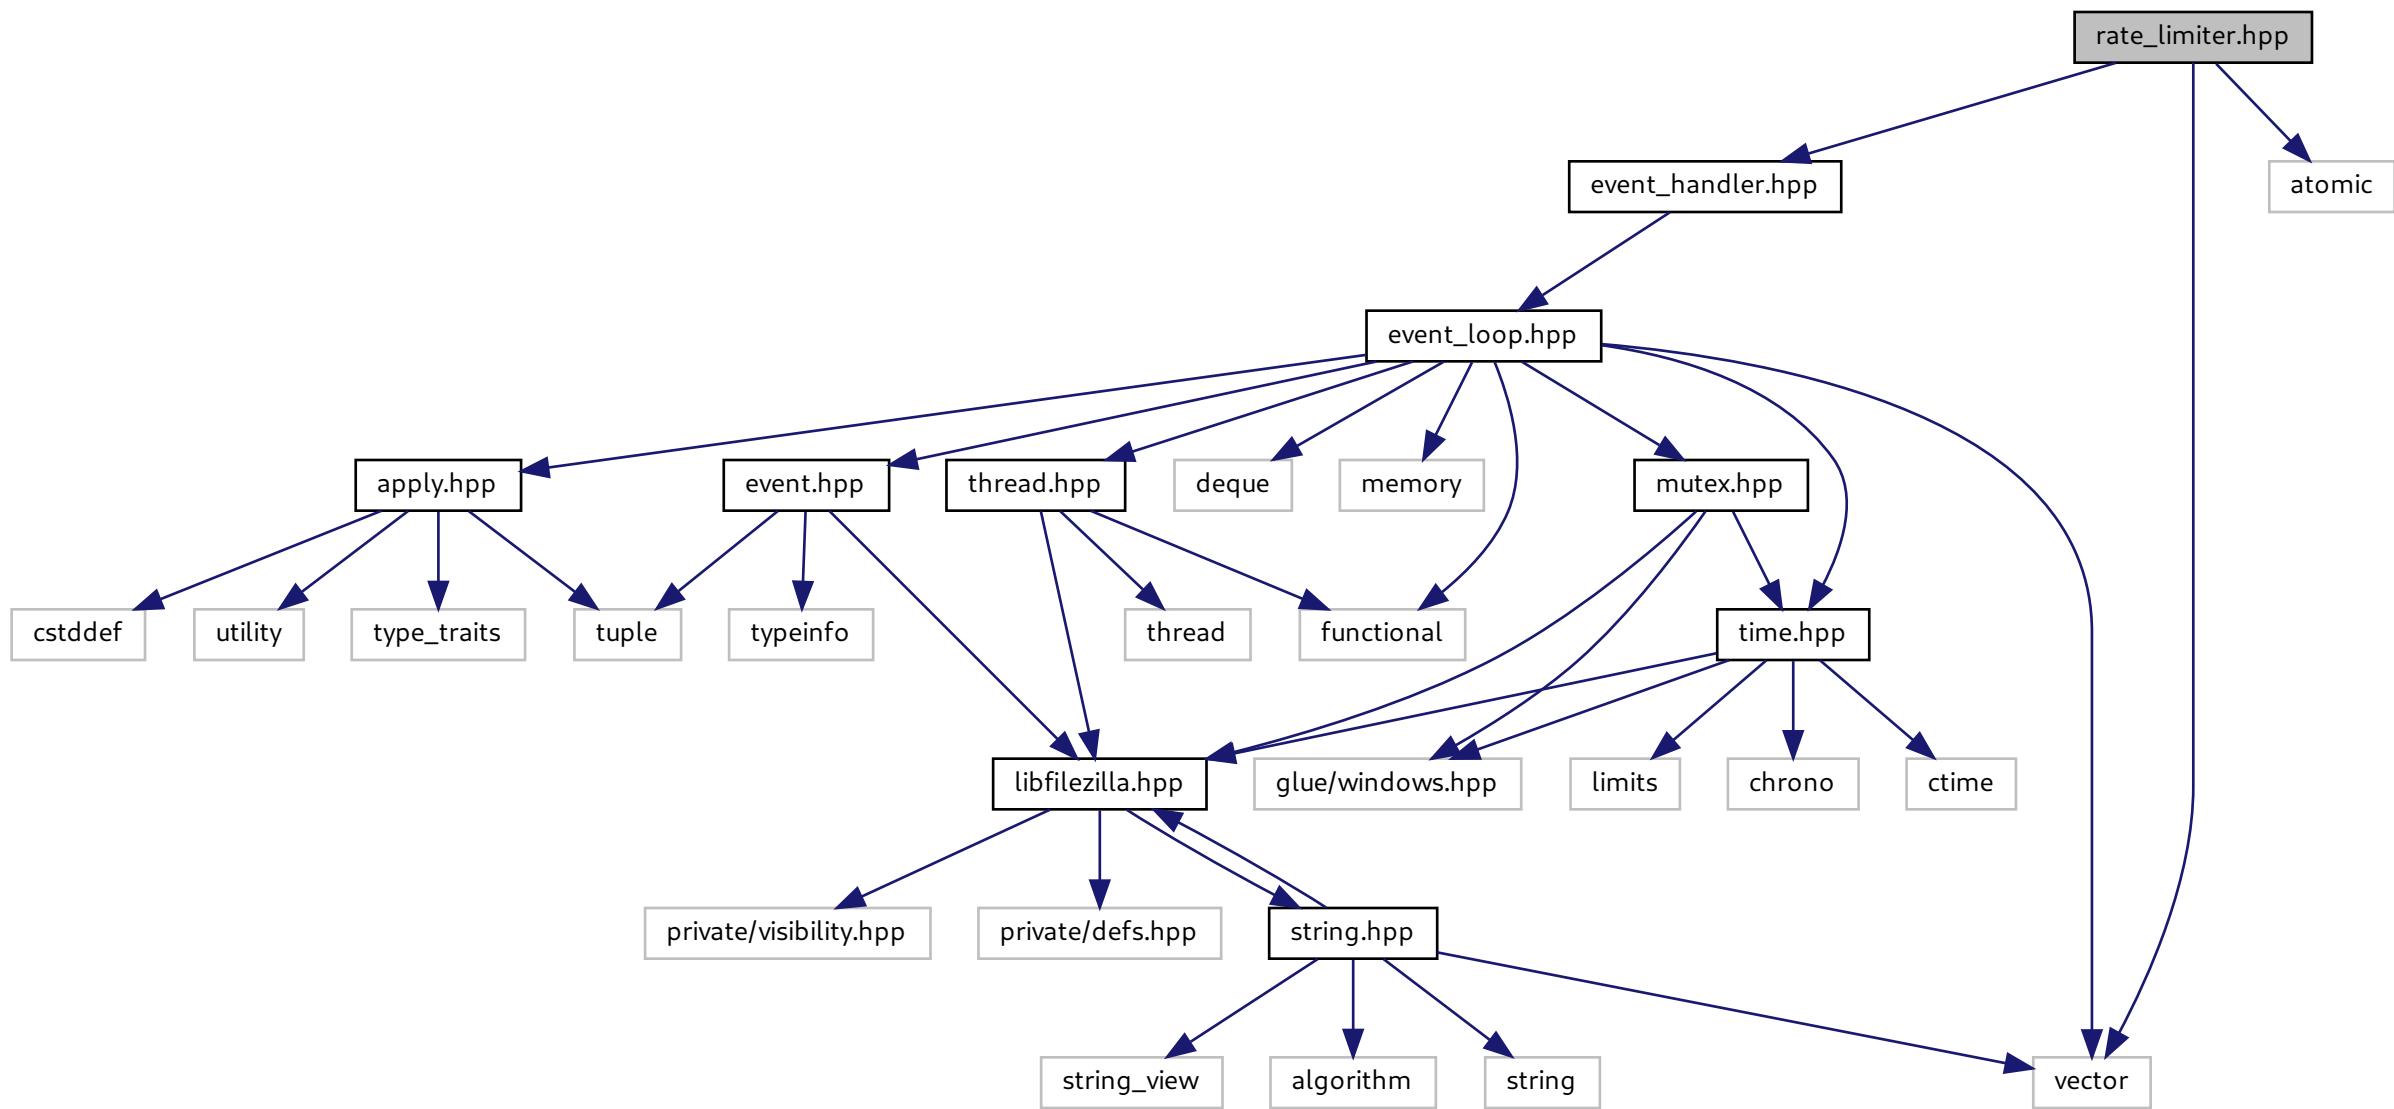 rate_limiter.hpp
event_handler.hpp
atomic
event_loop.hpp
apply.hpp
event.hpp
thread.hpp
deque
memory
mutex.hpp
cstddef
utility
type_traits
tuple
typeinfo
thread
functional
time.hpp
libfilezilla.hpp
glue/windows.hpp
limits
chrono
ctime
private/visibility.hpp
private/defs.hpp
string.hpp
string_view
algorithm
string
vector